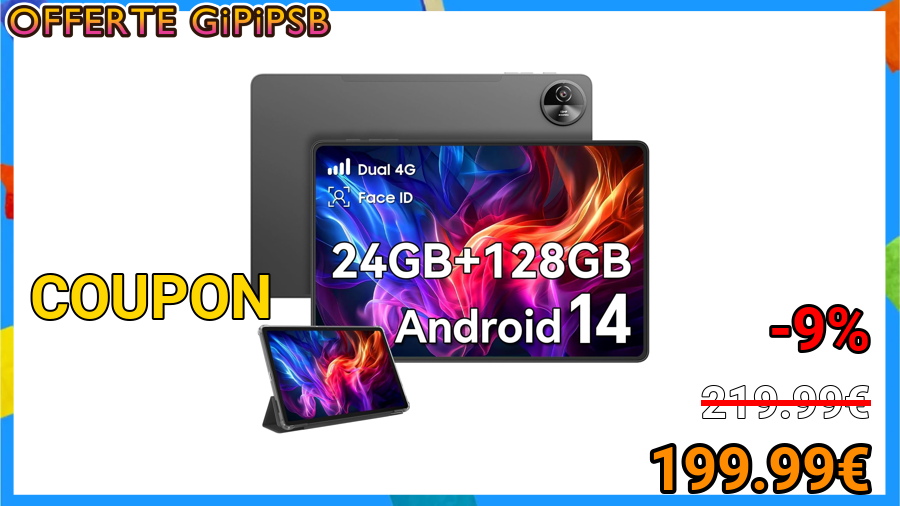 OFFERTE GiPiPSB
Dual 4G
Face ID
24GB+128GB
Android 14
COUPON
-9%
219.99€
199.99€